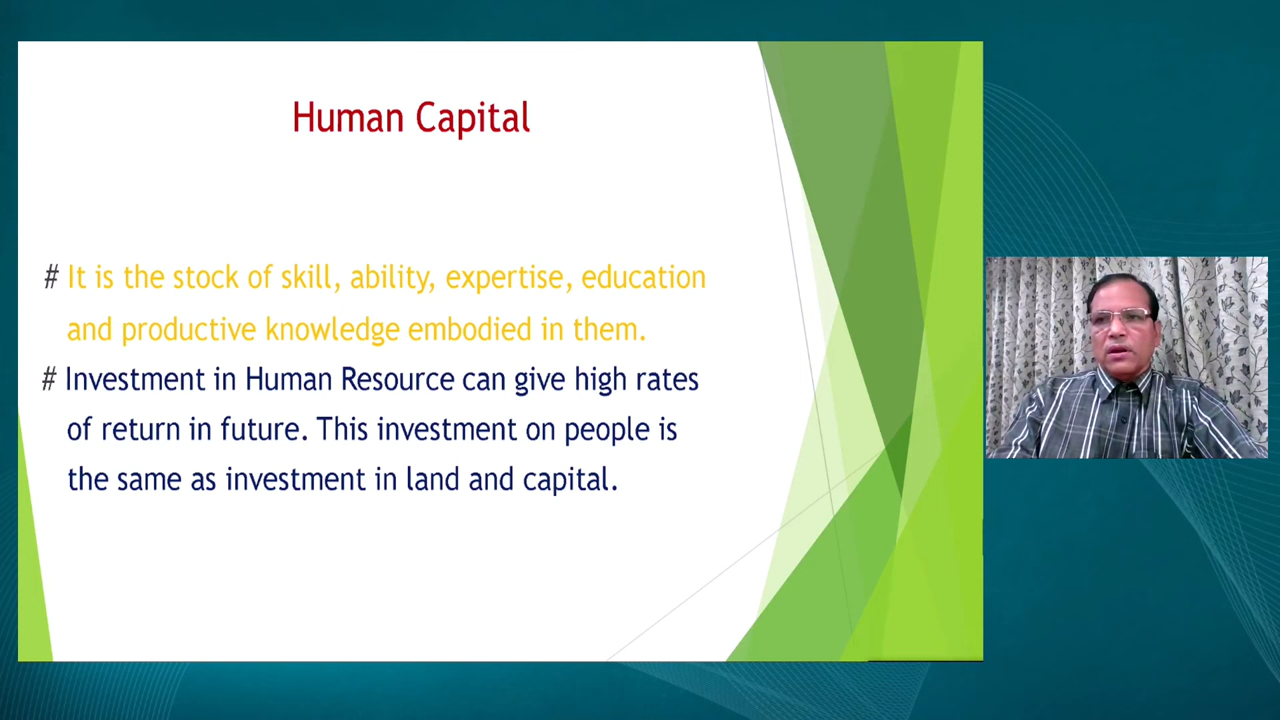 Human Capital
# It is the stock of skill, ability, expertise, education
and productive knowledge embodied in them.
# Investment in Human Resource can give high rates
of return in future. This investment on people is
the same as investment in land and capital.